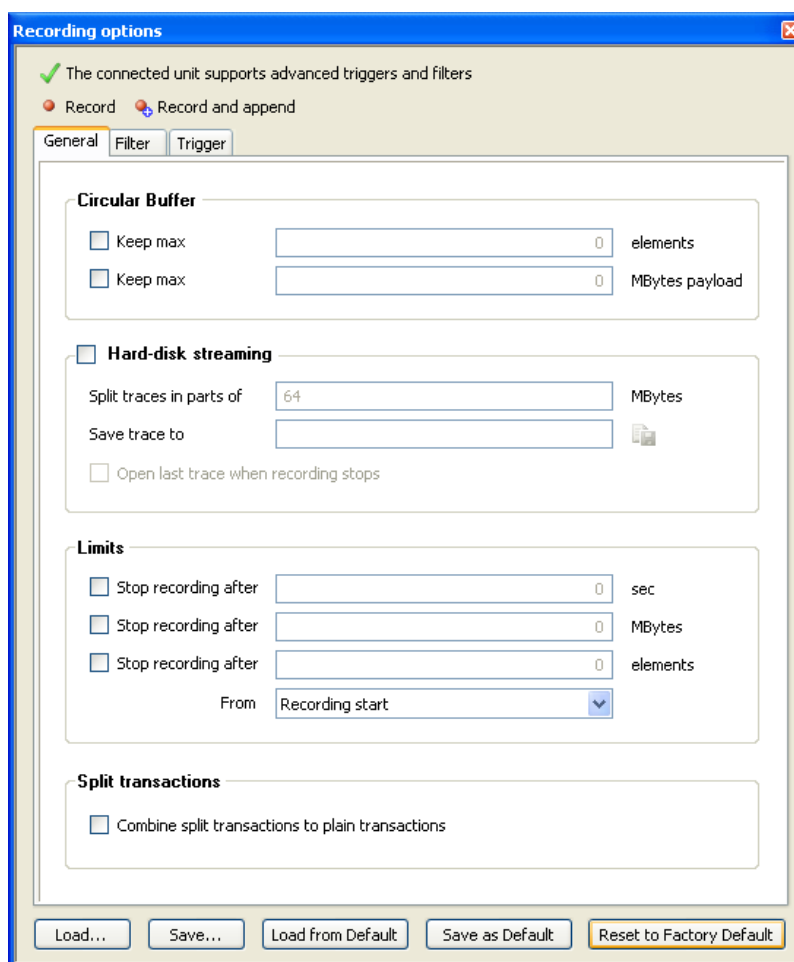 Recording options
The connected unit supports advanced triggers and filters
Record Record and append
General Filter Trigger
Circular Buffer
Keep max 0 elements
Keep max 0 MBytes payload
Hard-disk streaming
Split traces in parts of 64 MBytes
Save trace to
Open last trace when recording stops
Limits
Stop recording after 0 sec
Stop recording after 0 MBytes
Stop recording after 0 elements
From Recording start
Split transactions
Combine split transactions to plain transactions
Load... Save... Load from Default Save as Default Reset to Factory Default